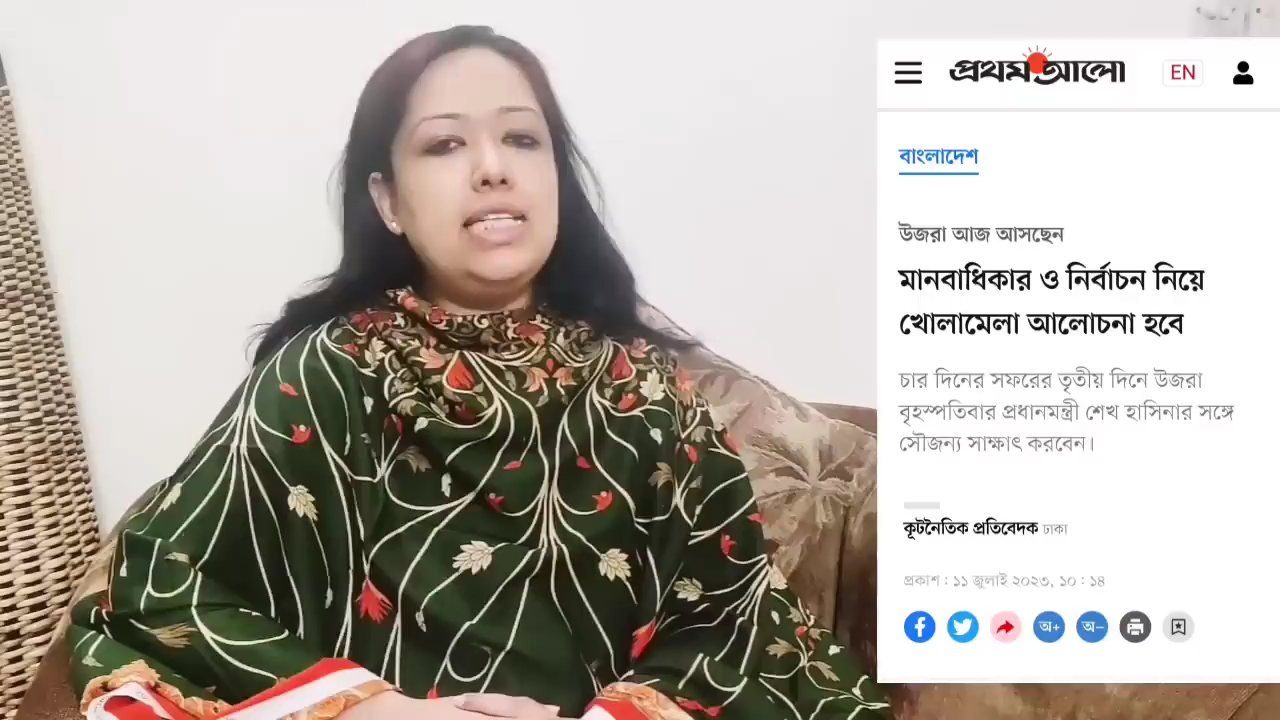 প্রথম আলো
EN
বাংলাদেশ
উজরা আজ আসছেন
মানবাধিকার ও নির্বাচন নিয়ে
খোলামেলা আলোচনা হবে
চার দিনের সফরের তৃতীয় দিনে উজরা
বৃহস্পতিবার প্রধানমন্ত্রী শেখ হাসিনার সঙ্গে
সৌজন্য সাক্ষাৎ করবেন।
কূটনৈতিক প্রতিবেদক ঢাকা
প্রকাশ : ১১ জুলাই ২০২৩, ১০ : ১৪
অ+ অ−